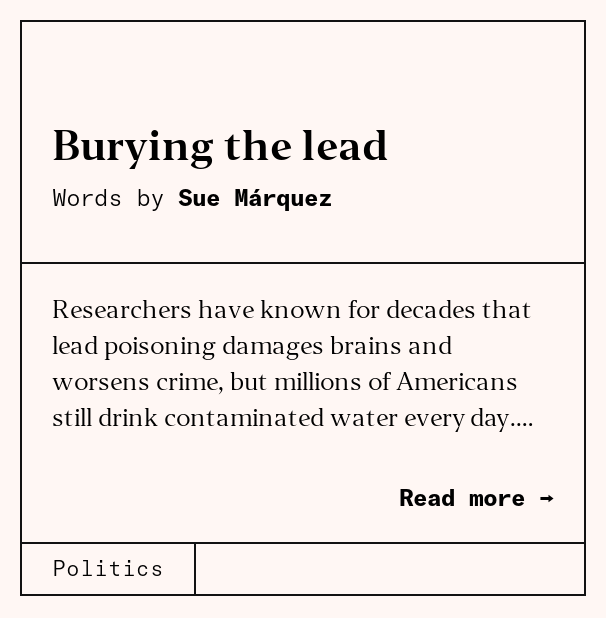 Burying the lead
Words by Sue Márquez
Researchers have known for decades that
lead poisoning damages brains and
worsens crime, but millions of Americans
still drink contaminated water every day....
Read more →
Politics